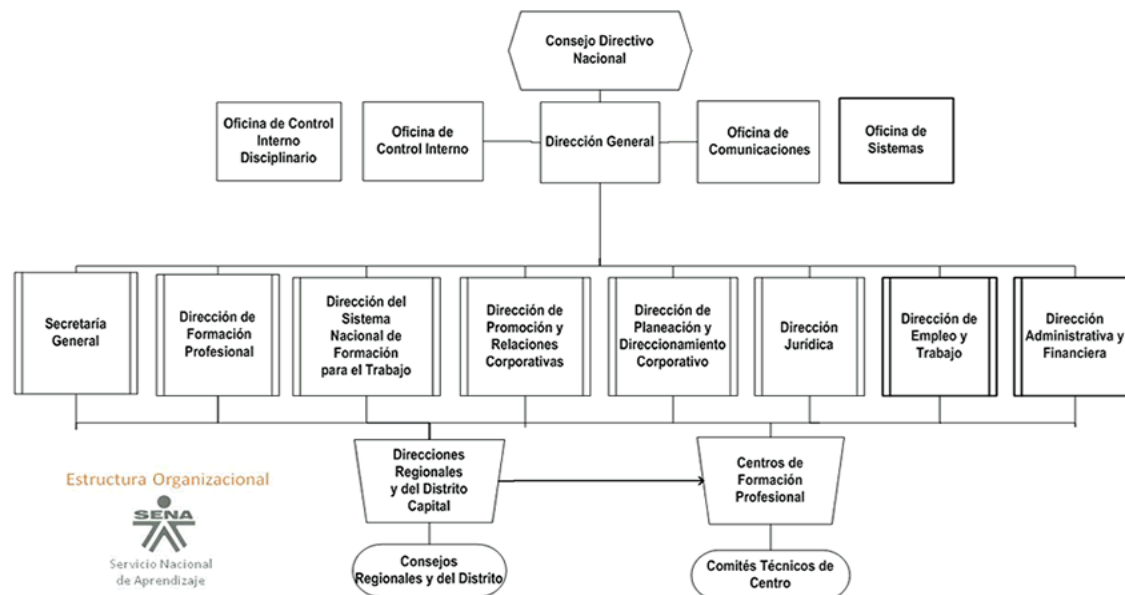 Consejo Directivo
Nacional
Oficina de Control
Interno
Disciplinario
Oficina de
Control Interno
Dirección General
Oficina de
Comunicaciones
Oficina de
Sistemas
Secretaría
General
Dirección de
Formación
Profesional
Dirección del
Sistema
Nacional de
Formación
para el Trabajo
Dirección de
Promoción y
Relaciones
Corporativas
Dirección de
Planeación y
Direccionamiento
Corporativo
Dirección
Jurídica
Dirección de
Empleo y
Trabajo
Dirección
Administrativa y
Financiera
Direcciones
Regionales
y del Distrito
Capital
Centros de
Formación
Profesional
Consejos
Regionales y del Distrito
Comités Técnicos de
Centro
Estructura Organizacional
SENA
Servicio Nacional
de Aprendizaje